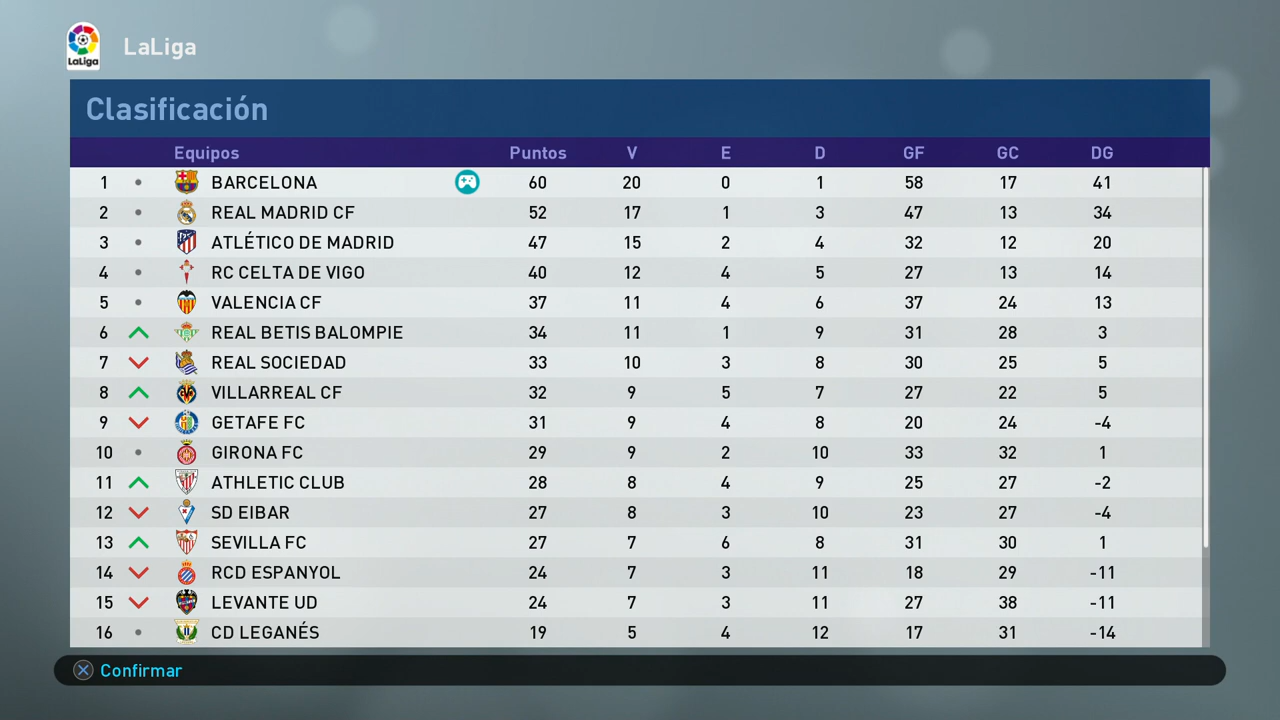 LaLiga
LaLiga
Clasificación
Equipos Puntos V E D GF GC DG
1 BARCELONA 60 20 0 1 58 17 41
2 REAL MADRID CF 52 17 1 3 47 13 34
3 ATLÉTICO DE MADRID 47 15 2 4 32 12 20
4 RC CELTA DE VIGO 40 12 4 5 27 13 14
5 VALENCIA CF 37 11 4 6 37 24 13
6 REAL BETIS BALOMPIE 34 11 1 9 31 28 3
7 REAL SOCIEDAD 33 10 3 8 30 25 5
8 VILLARREAL CF 32 9 5 7 27 22 5
9 GETAFE FC 31 9 4 8 20 24 -4
10 GIRONA FC 29 9 2 10 33 32 1
11 ATHLETIC CLUB 28 8 4 9 25 27 -2
12 SD EIBAR 27 8 3 10 23 27 -4
13 SEVILLA FC 27 7 6 8 31 30 1
14 RCD ESPANYOL 24 7 3 11 18 29 -11
15 LEVANTE UD 24 7 3 11 27 38 -11
16 CD LEGANÉS 19 5 4 12 17 31 -14
Confirmar